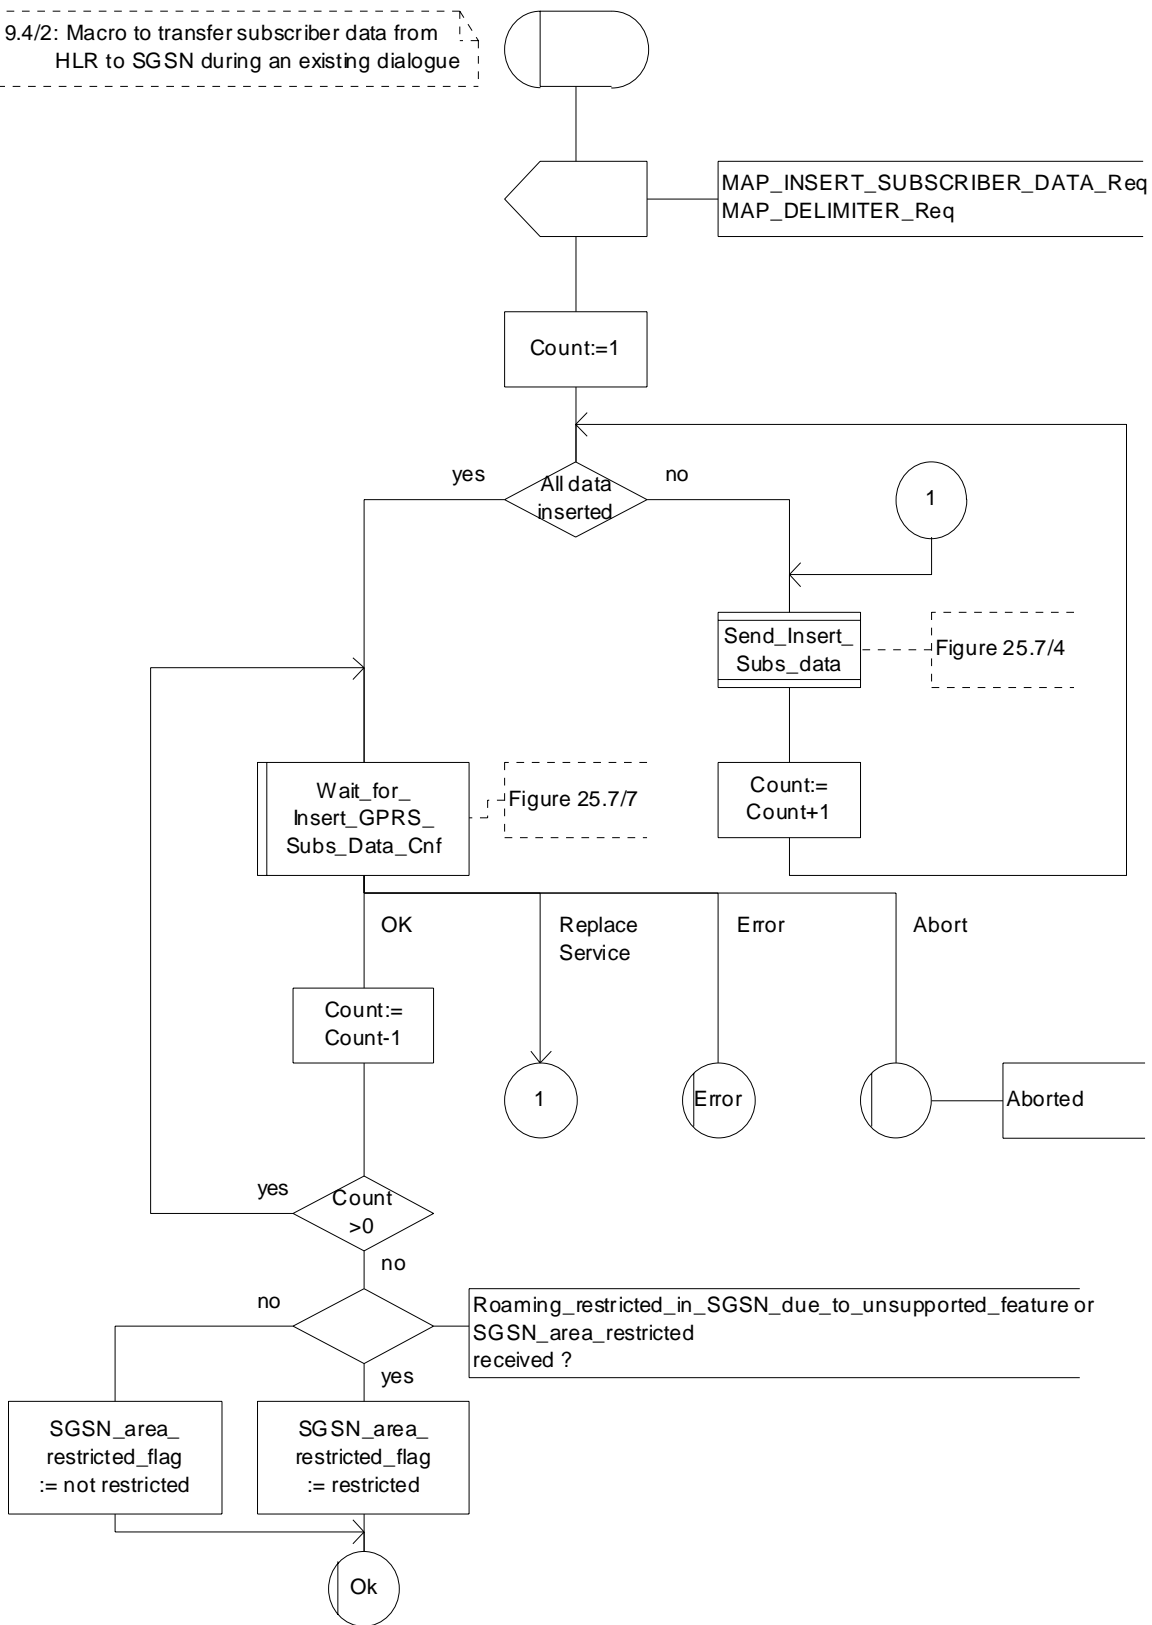 9.4/2: Macro to transfer subscriber data from
HLR to SGSN during an existing dialogue
MAP_INSERT_SUBSCRIBER_DATA_Req
MAP_DELIMITER_Req
Count:=1
yes
All data
inserted
no
1
Send_Insert_
Subs_data
Figure 25.7/4
Wait_for_
Insert_GPRS_
Subs_Data_Cnf
Figure 25.7/7
Count:=
Count+1
OK
Replace
Service
Error
Abort
Count:=
Count-1
1
Error
Aborted
yes
Count
>0
no
no
Roaming_restricted_in_SGSN_due_to_unsupported_feature or
SGSN_area_restricted
received ?
yes
SGSN_area_
restricted_flag
:= not restricted
SGSN_area_
restricted_flag
:= restricted
Ok